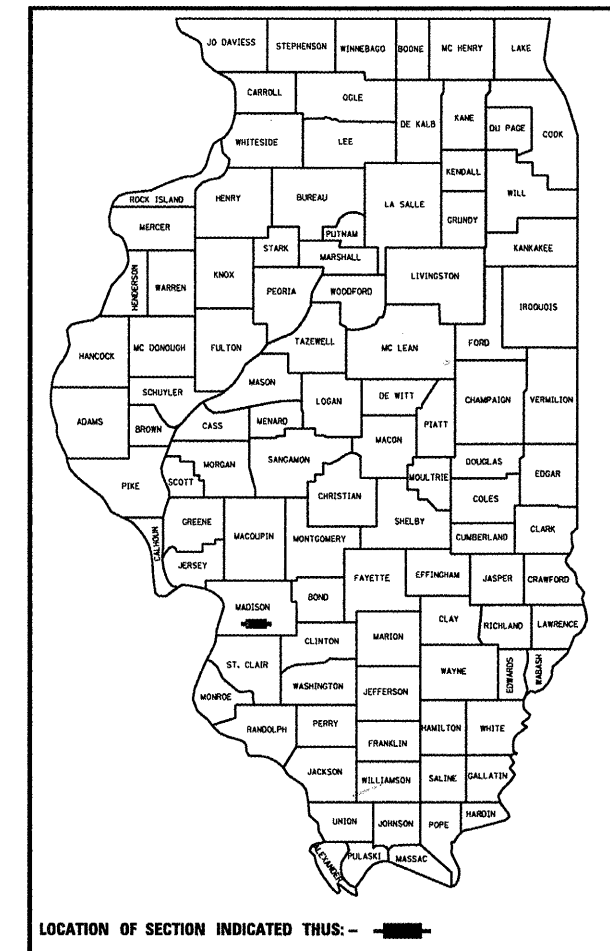 JO DAVIESS STEPHENSON WINNEBAGO BOONE MC HENRY LAKE
CARROLL OGLE DE KALB KANE DU PAGE COOK
WHITESIDE LEE
KENDALL WILL
ROCK ISLAND HENRY BUREAU LA SALLE GRUNDY
MERCER STARK PUTNAM KANKAKEE
MARSHALL
HENDERSON WARREN KNOX PEORIA WOODFORD LIVINGSTON IROQUOIS
HANCOCK MC DONOUGH FULTON TAZEWELL MC LEAN FORD
MASON
SCHUYLER LOGAN DE WITT CHAMPAIGN VERMILION
ADAMS BROWN CASS MENARD MACON PIATT
SANGAMON DOUGLAS
PIKE SCOTT MORGAN CHRISTIAN MOULTRIE COLES EDGAR
GREENE MACOUPIN MONTGOMERY SHELBY CUMBERLAND CLARK
CALHOUN JERSEY
FAYETTE EFFINGHAM JASPER CRAWFORD
MADISON BOND
CLAY RICHLAND LAWRENCE
CLINTON MARION
ST. CLAIR WAYNE EDWARDS WABASH
WASHINGTON JEFFERSON
MONROE
RANDOLPH PERRY HAMILTON WHITE
FRANKLIN
JACKSON WILLIAMSON SALINE GALLATIN
UNION JOHNSON POPE HARDIN
ALEXANDER PULASKI MASSAC
LOCATION OF SECTION INDICATED THUS: -